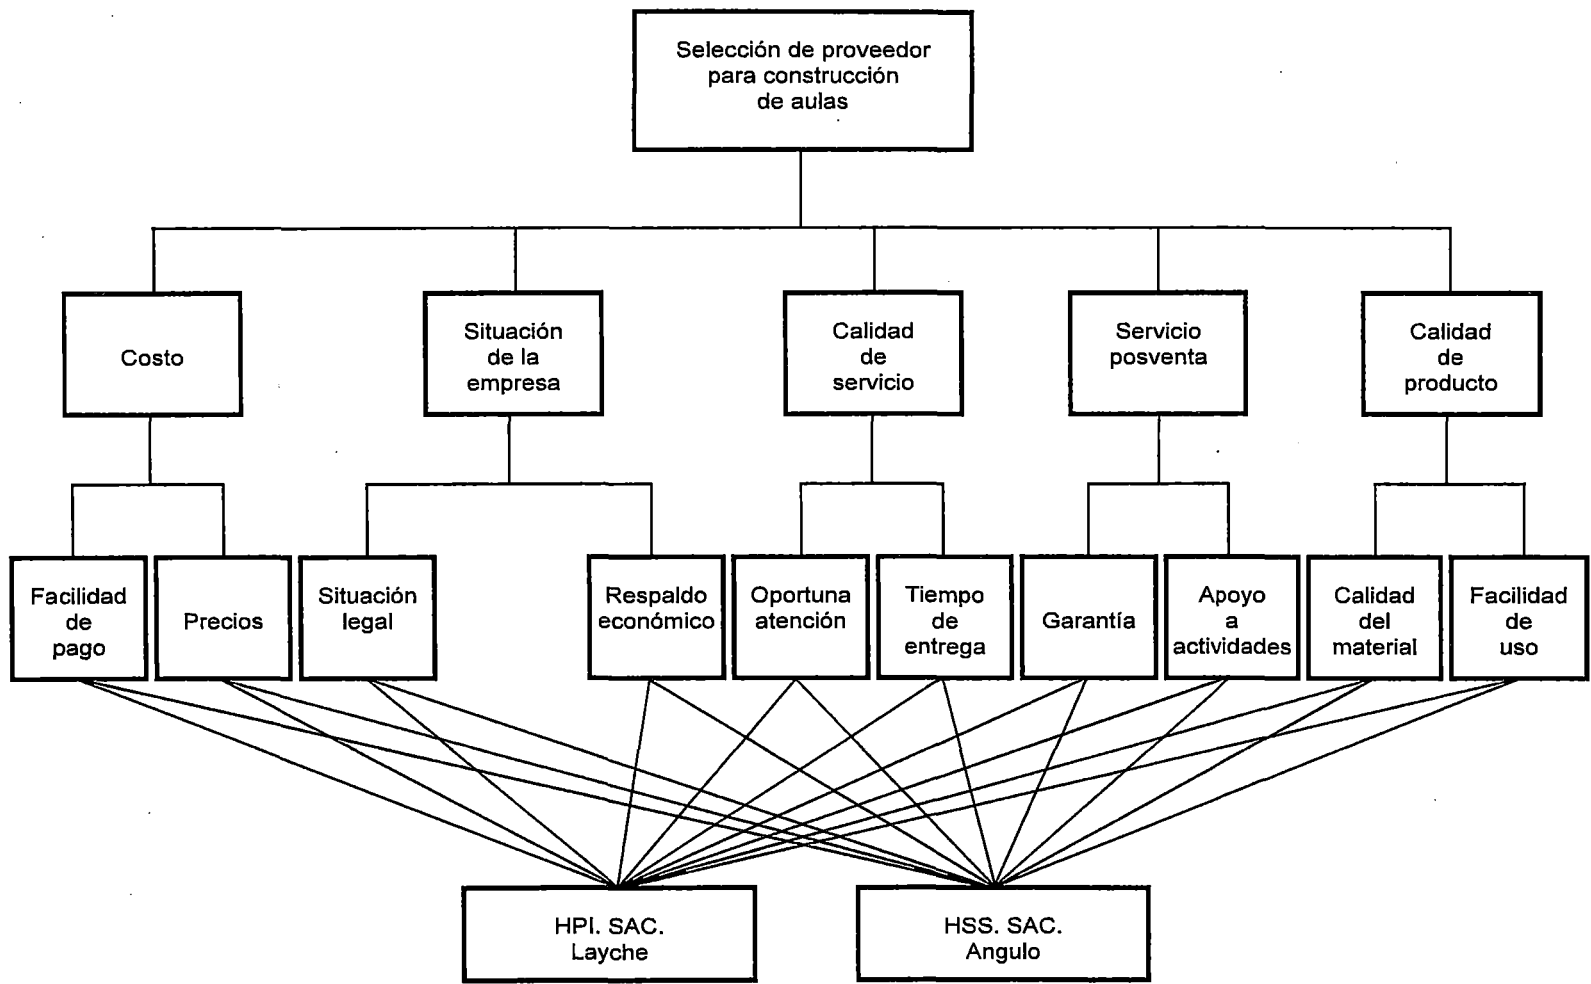 Selección de proveedor
para construcción
de aulas
Costo
Situación
de la
empresa
Calidad
de
servicio
Servicio
posventa
Calidad
de
producto
Facilidad
de
pago
Precios
Situación
legal
Respaldo
económico
Oportuna
atención
Tiempo
de
entrega
Garantía
Apoyo
a
actividades
Calidad
del
material
Facilidad
de
uso
HPI. SAC.
Layche
HSS. SAC.
Angulo